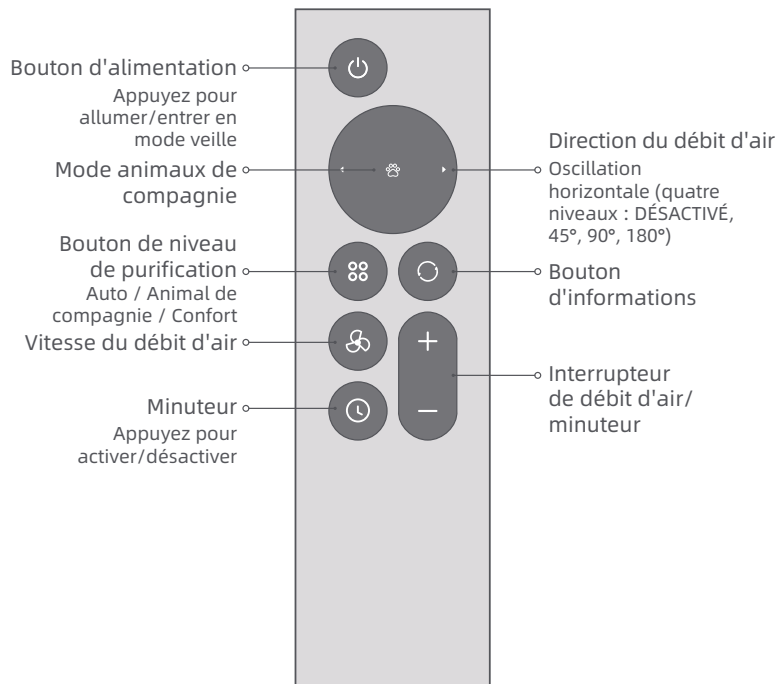 Bouton d'alimentation
Appuyez pour
allumer/entrer en
mode veille
Mode animaux de
compagnie
Bouton de niveau
de purification
Auto / Animal de
compagnie / Confort
Vitesse du débit d'air
Minuteur
Appuyez pour
activer/désactiver
Direction du débit d'air
Oscillation
horizontale (quatre
niveaux : DÉSACTIVÉ,
45°, 90°, 180°)
Bouton
d'informations
Interrupteur
de débit d'air/
minuteur